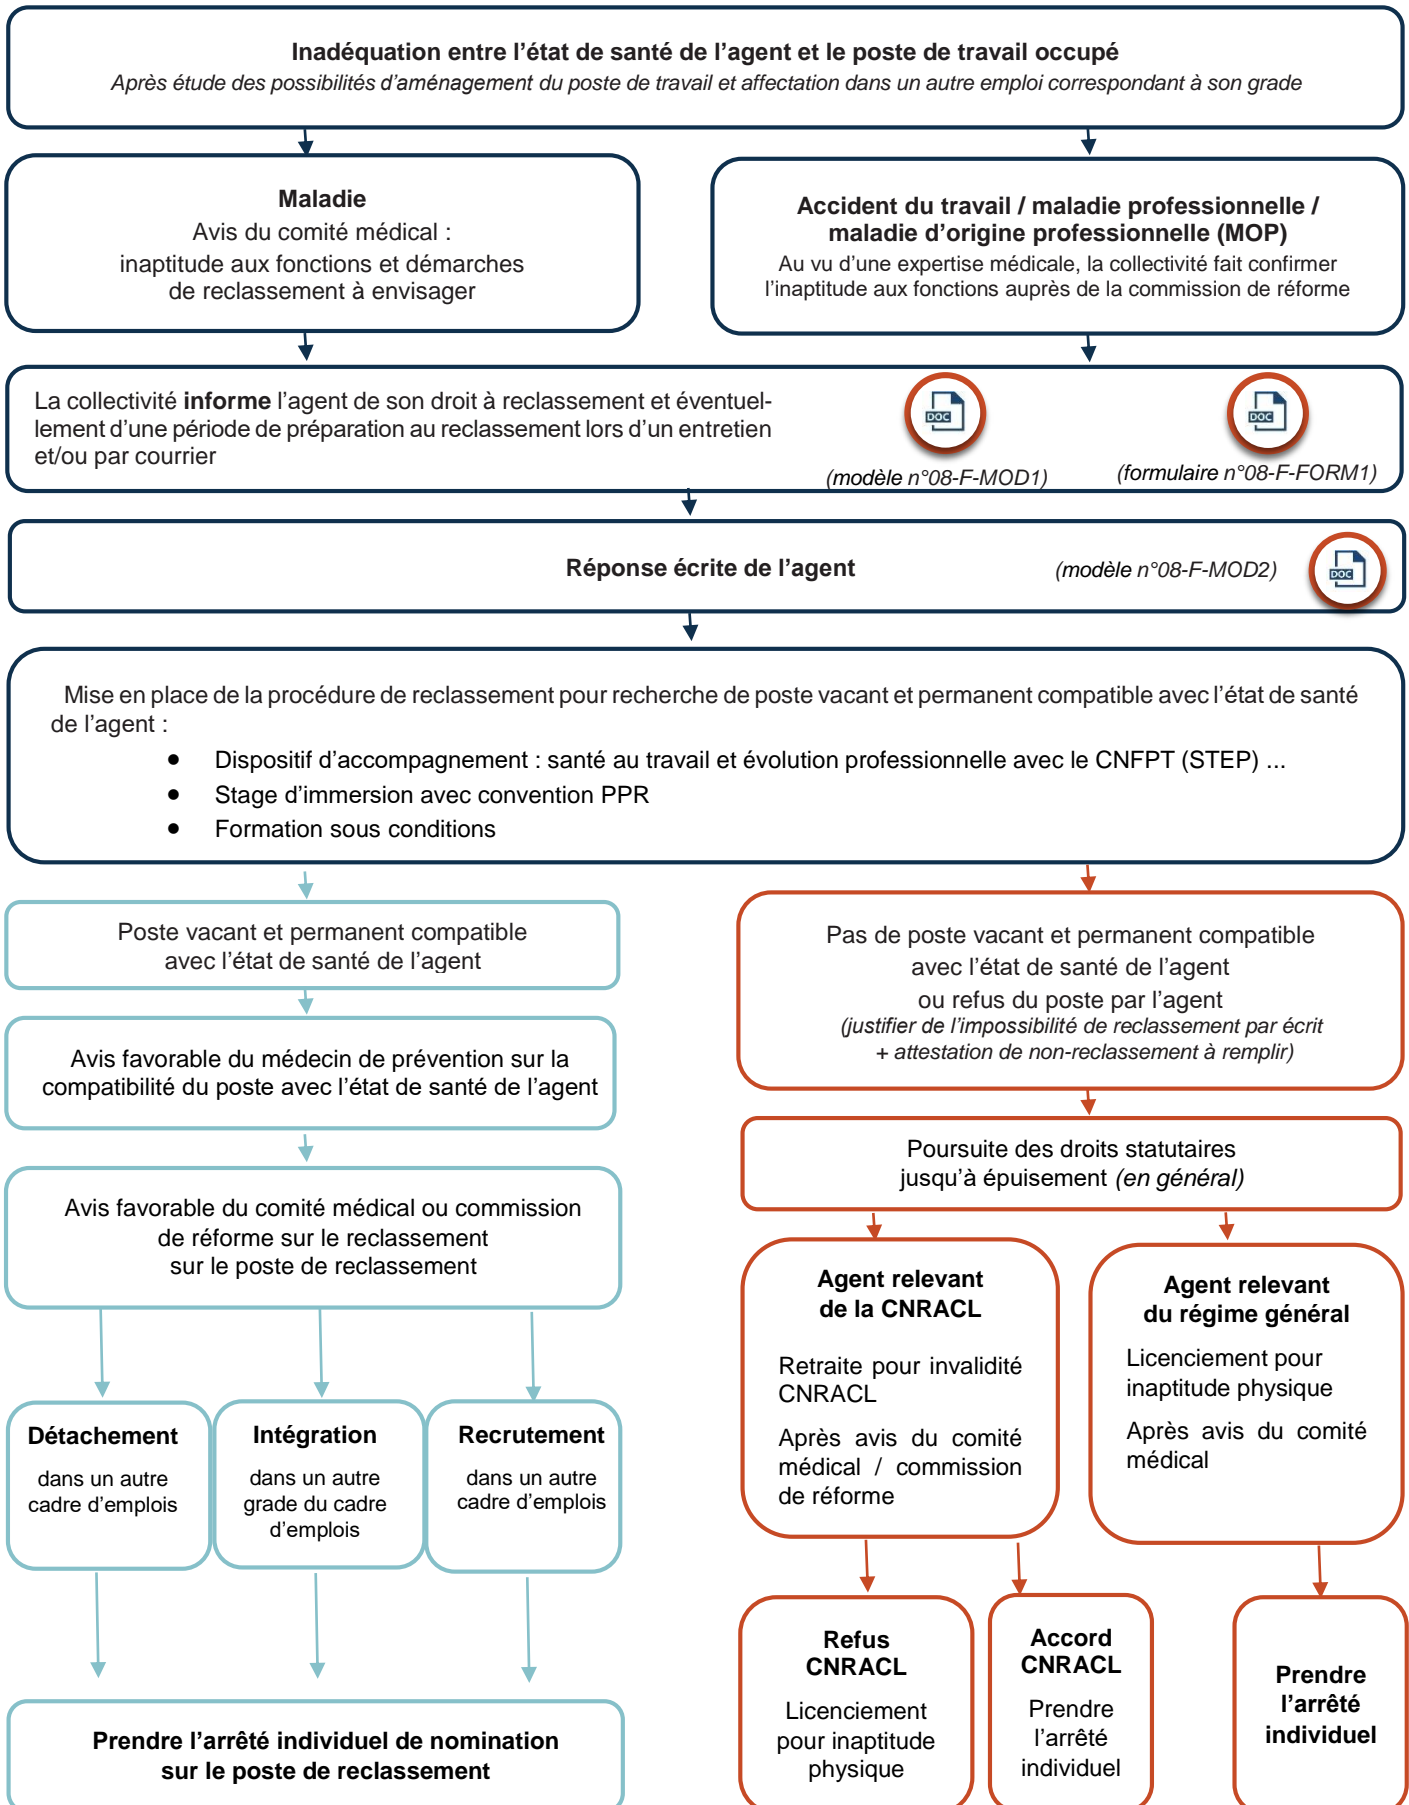 Inadéquation entre l’état de santé de l’agent et le poste de travail occupé
Après étude des possibilités d’aménagement du poste de travail et affectation dans un autre emploi correspondant à son grade
Maladie
Avis du comité médical :
inaptitude aux fonctions et démarches
de reclassement à envisager
Accident du travail / maladie professionnelle /
maladie d’origine professionnelle (MOP)
Au vu d’une expertise médicale, la collectivité fait confirmer
l’inaptitude aux fonctions auprès de la commission de réforme
La collectivité informe l’agent de son droit à reclassement et éventuel-
lement d’une période de préparation au reclassement lors d’un entretien
et/ou par courrier
DOC
(modèle n°08-F-MOD1)
DOC
(formulaire n°08-F-FORM1)
Réponse écrite de l’agent
(modèle n°08-F-MOD2)
DOC
Mise en place de la procédure de reclassement pour recherche de poste vacant et permanent compatible avec l’état de santé
de l’agent :
• Dispositif d’accompagnement : santé au travail et évolution professionnelle avec le CNFPT (STEP) ...
• Stage d’immersion avec convention PPR
• Formation sous conditions
Poste vacant et permanent compatible
avec l’état de santé de l’agent
Avis favorable du médecin de prévention sur la
compatibilité du poste avec l’état de santé de l’agent
Avis favorable du comité médical ou commission
de réforme sur le reclassement
sur le poste de reclassement
Détachement
dans un autre
cadre d’emplois
Intégration
dans un autre
grade du cadre
d’emplois
Recrutement
dans un autre
cadre d’emplois
Prendre l’arrêté individuel de nomination
sur le poste de reclassement
Pas de poste vacant et permanent compatible
avec l’état de santé de l’agent
ou refus du poste par l’agent
(justifier de l’impossibilité de reclassement par écrit
+ attestation de non-reclassement à remplir)
Poursuite des droits statutaires
jusqu’à épuisement (en général)
Agent relevant
de la CNRACL
Retraite pour invalidité
CNRACL
Après avis du comité
médical / commission
de réforme
Agent relevant
du régime général
Licenciement pour
inaptitude physique
Après avis du comité
médical
Refus
CNRACL
Licenciement
pour inaptitude
physique
Accord
CNRACL
Prendre
l’arrêté
individuel
Prendre
l’arrêté
individuel